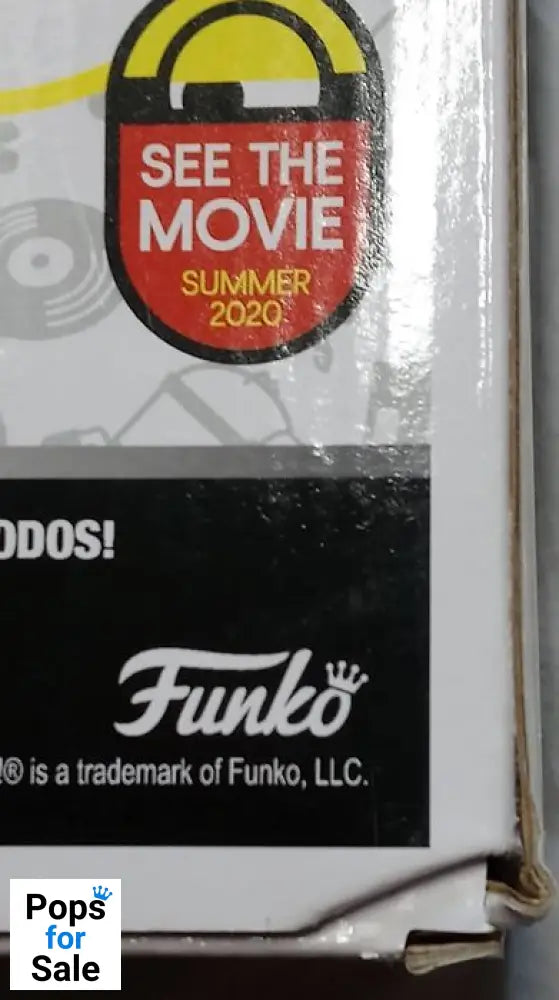 SEE THE
MOVIE
SUMMER
2020
ODOS!
Funko
!® is a trademark of Funko, LLC.
Pops
for
Sale